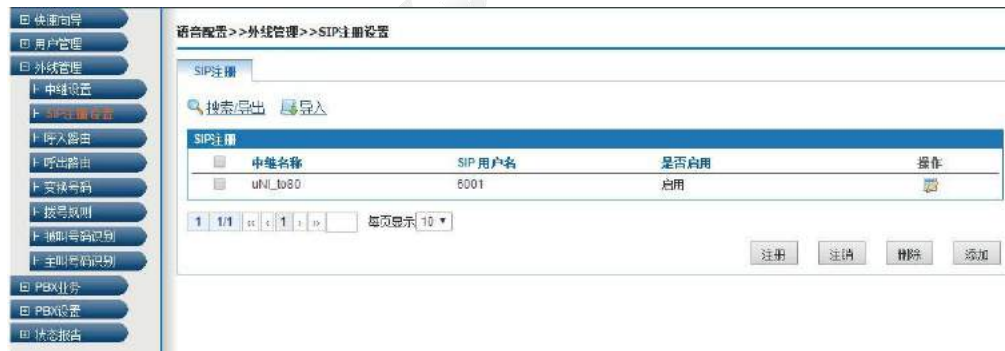 快速向导
用户管理
外线管理
中继设置
SIP注册设置
呼入路由
呼出路由
变换号码
拨号规则
被叫号码识别
主叫号码识别
PBX业务
PBX设置
状态报告
语音配置>>外线管理>>SIP注册设置
SIP注册
搜索/导出 导入
SIP注册
中继名称 SIP 用户名 是否启用 操作
uNI_to80 6001 启用
1 1/1 « ‹ 1 › » 每页显示 10
注册 注销 删除 添加